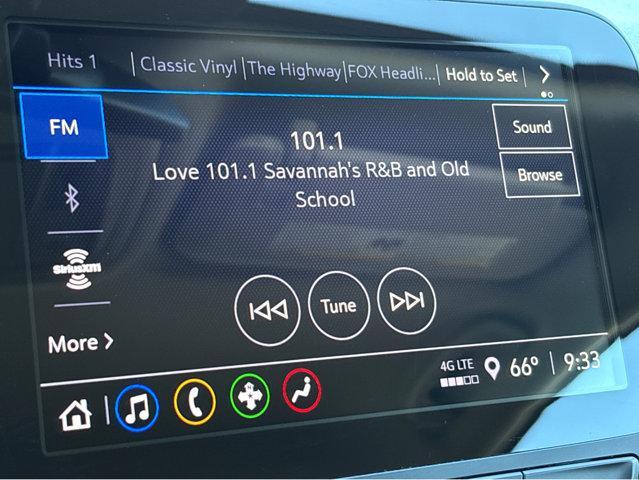 Hits 1 | Classic Vinyl | The Highway | FOX Headli... | Hold to Set
FM
101.1
Sound
Love 101.1 Savannah's R&B and Old
School
Browse
SiriusXM
Tune
More
4G LTE
66° | 9:33